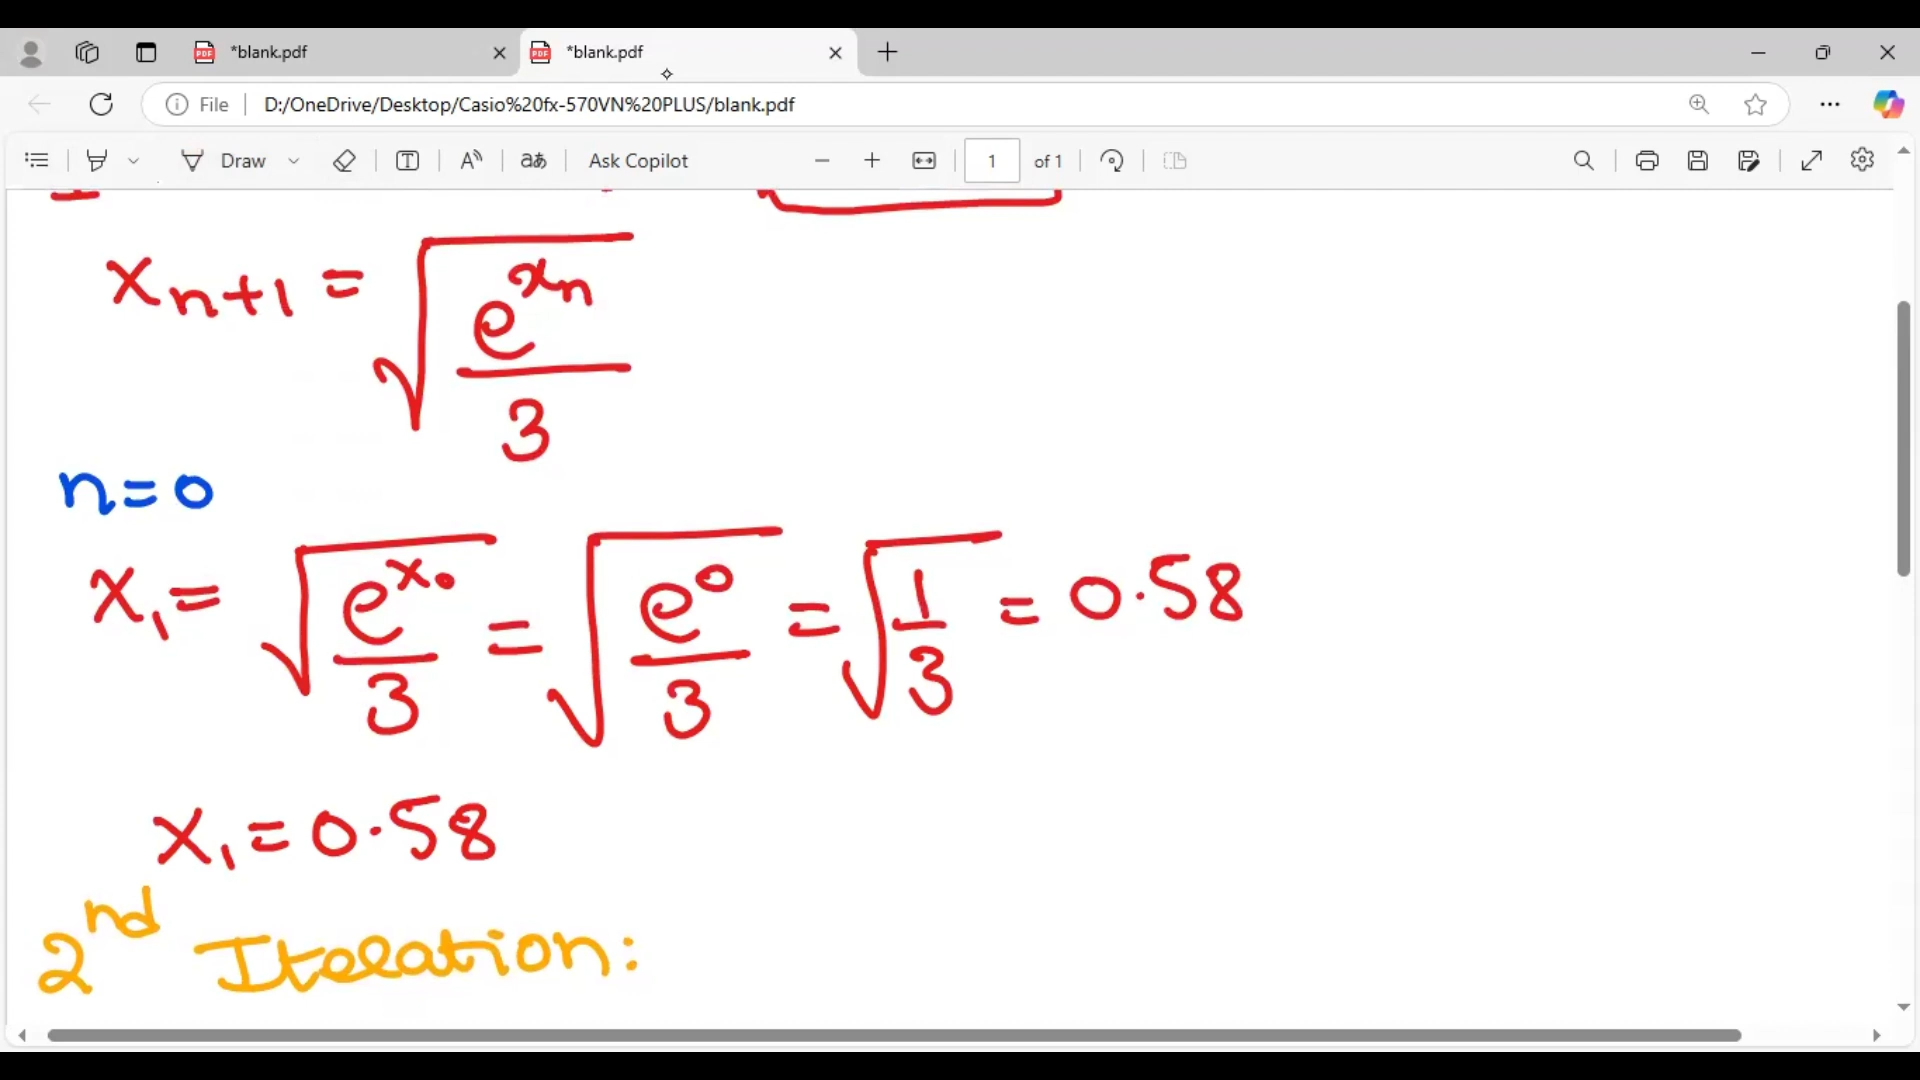 *blank.pdf
*blank.pdf
File D:/OneDrive/Desktop/Casio%20fx-570VN%20PLUS/blank.pdf
Draw aあ Ask Copilot 1 of 1
xₙ₊₁ = √(e^(xₙ)/3)
n=0
x₁ = √(e^(x₀)/3) = √(e^0/3) = √(1/3) = 0.58
x₁ = 0.58
2nd Iteration: